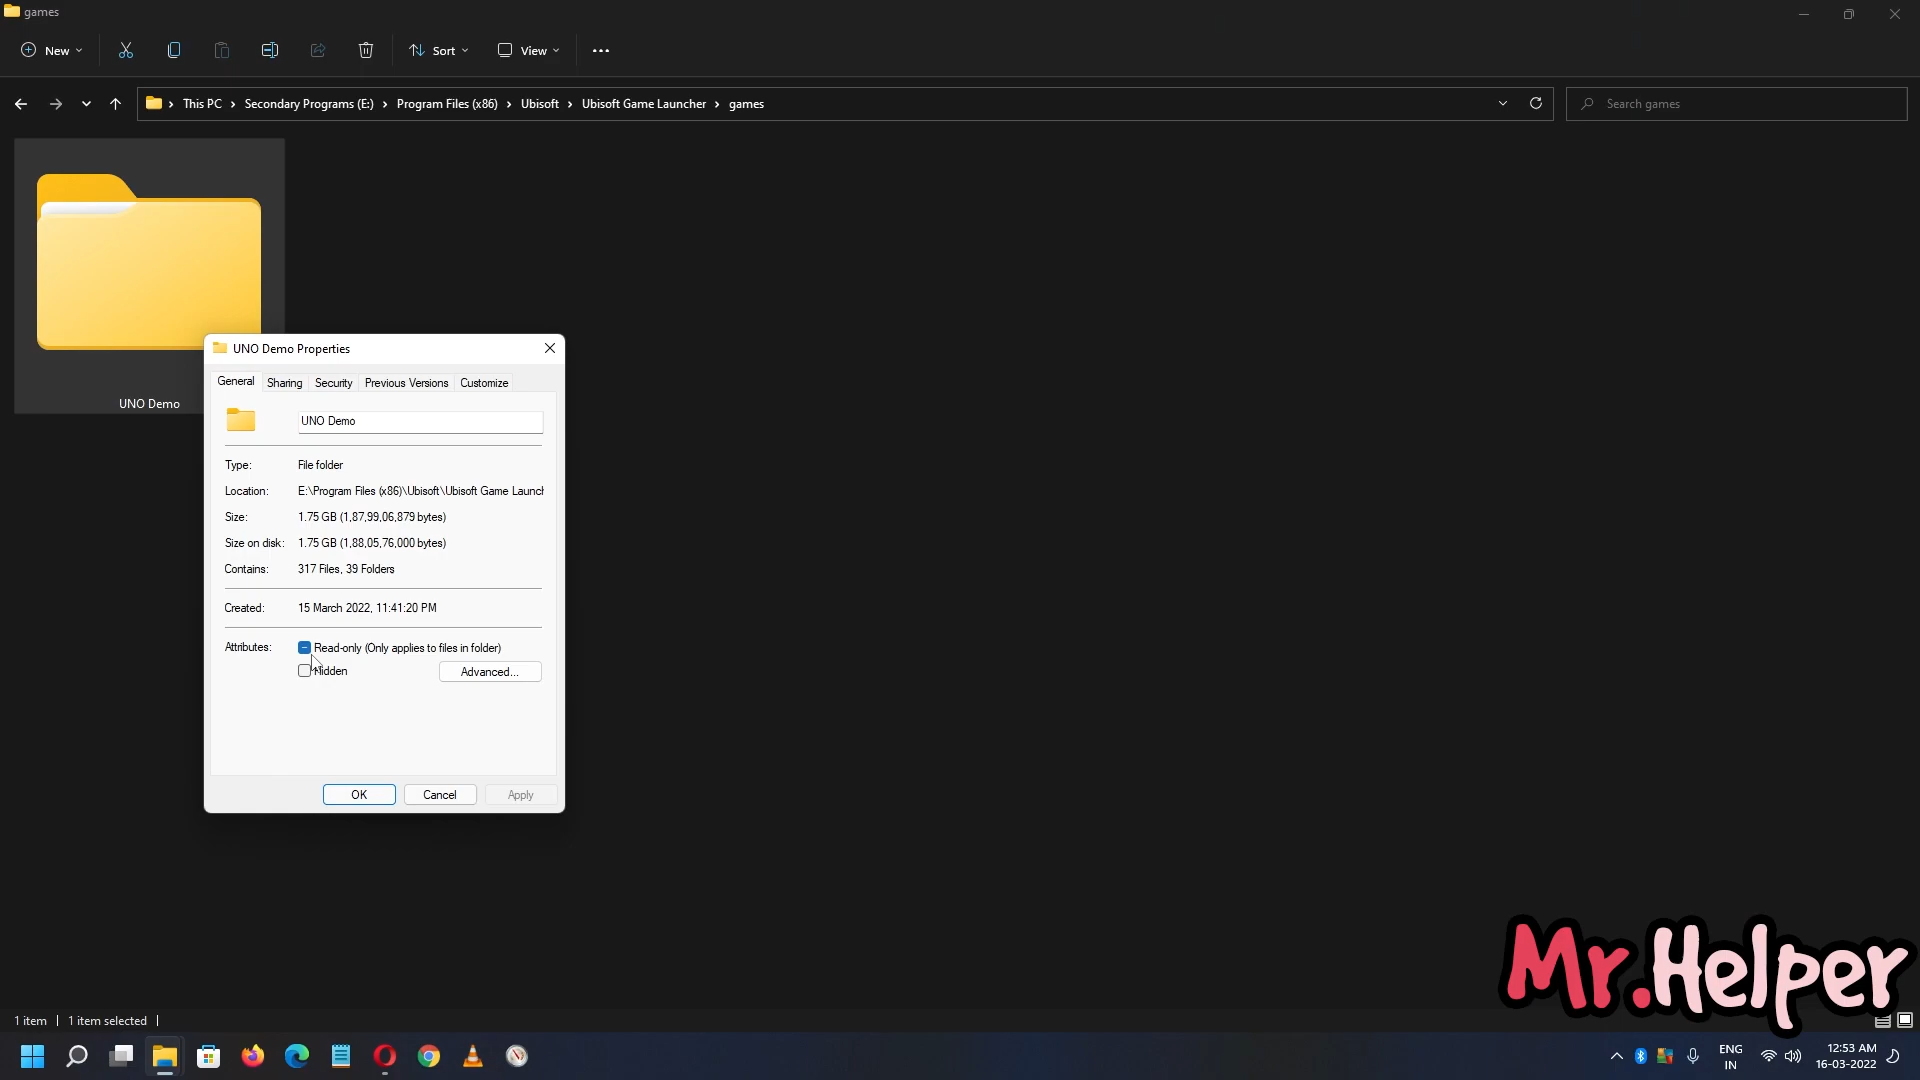 games
New
Sort
View
This PC > Secondary Programs (E:) > Program Files (x86) > Ubisoft > Ubisoft Game Launcher > games
Search games
UNO Demo
UNO Demo Properties
General Sharing Security Previous Versions Customize
UNO Demo
Type: File folder
Location: E:\Program Files (x86)\Ubisoft\Ubisoft Game Launch
Size: 1.75 GB (1,87,99,06,879 bytes)
Size on disk: 1.75 GB (1,88,05,76,000 bytes)
Contains: 317 Files, 39 Folders
Created: 15 March 2022, 11:41:20 PM
Attributes: Read-only (Only applies to files in folder)
Hidden Advanced...
OK Cancel Apply
Mr.Helper
1 item | 1 item selected |
ENG
IN
12:53 AM
16-03-2022